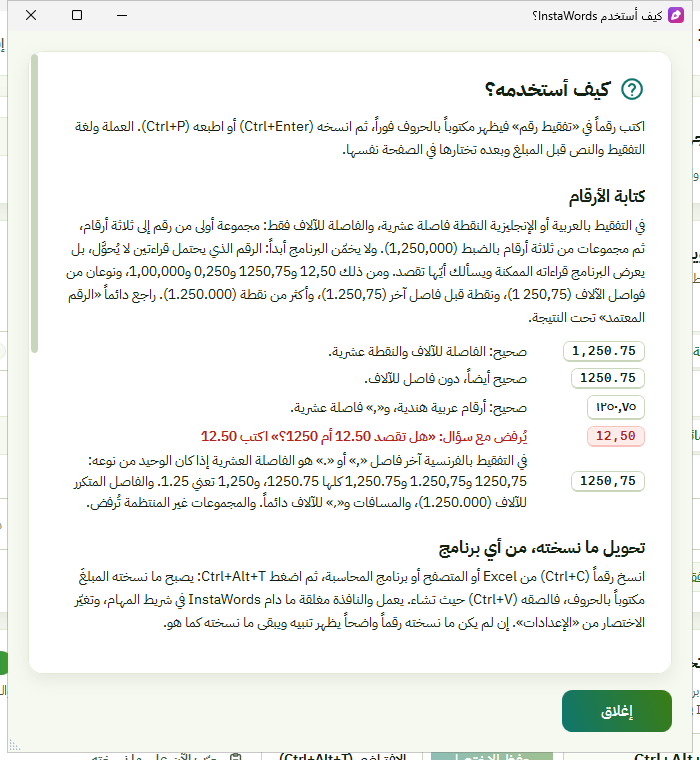 كيف أستخدم InstaWords؟
كيف أستخدمه؟
اكتب رقماً في «تفقيط رقم» فيظهر مكتوباً بالحروف فوراً، ثم انسخه (Ctrl+Enter) أو اطبعه (Ctrl+P). العملة ولغة
التفقيط والنص قبل المبلغ وبعده تختارها في الصفحة نفسها.
كتابة الأرقام
في التفقيط بالعربية أو الإنجليزية النقطة فاصلة عشرية، والفاصلة للآلاف فقط: مجموعة أولى من رقم إلى ثلاثة أرقام،
ثم مجموعات من ثلاثة أرقام بالضبط (1,250,000). ولا يخمّن البرنامج أبداً: الرقم الذي يحتمل قراءتين لا يُحوَّل، بل
يعرض البرنامج قراءاته الممكنة ويسألك أيّها تقصد. ومن ذلك 12,50 و1250,75 و0,250 و1,00,000، ونوعان من
فواصل الآلاف (1 250,75)، ونقطة قبل فاصل آخر (1.250,75)، وأكثر من نقطة (1.250.000). راجع دائماً «الرقم
المعتمد» تحت النتيجة.
1,250.75 صحيح: الفاصلة للآلاف والنقطة عشرية.
1250.75 صحيح أيضاً، دون فاصل للآلاف.
١٢٥٠,٧٥ صحيح: أرقام عربية هندية، و«,» فاصلة عشرية.
12,50 يُرفض مع سؤال: «هل تقصد 12.50 أم 1250؟» اكتب 12.50
في التفقيط بالفرنسية آخر فاصل «,» أو «.» هو الفاصلة العشرية إذا كان الوحيد من نوعه:
1250,75 1250,75 و1.250,75 و1,250.75 كلها 1250.75، و1,250 تعني 1.25. والفاصل المتكرر
للآلاف (1.250.000)، والمسافات و«٬» للآلاف دائماً. والمجموعات غير المنتظمة تُرفض.
تحويل ما نسخته، من أي برنامج
انسخ رقماً (Ctrl+C) من Excel أو المتصفح أو برنامج المحاسبة، ثم اضغط Ctrl+Alt+T: يصبح ما نسخته المبلغَ
مكتوباً بالحروف، فالصقه (Ctrl+V) حيث تشاء. يعمل والنافذة مغلقة ما دام InstaWords في شريط المهام، وتغيّر
الاختصار من «الإعدادات». إن لم يكن ما نسخته رقماً واضحاً يظهر تنبيه ويبقى ما نسخته كما هو.
إغلاق